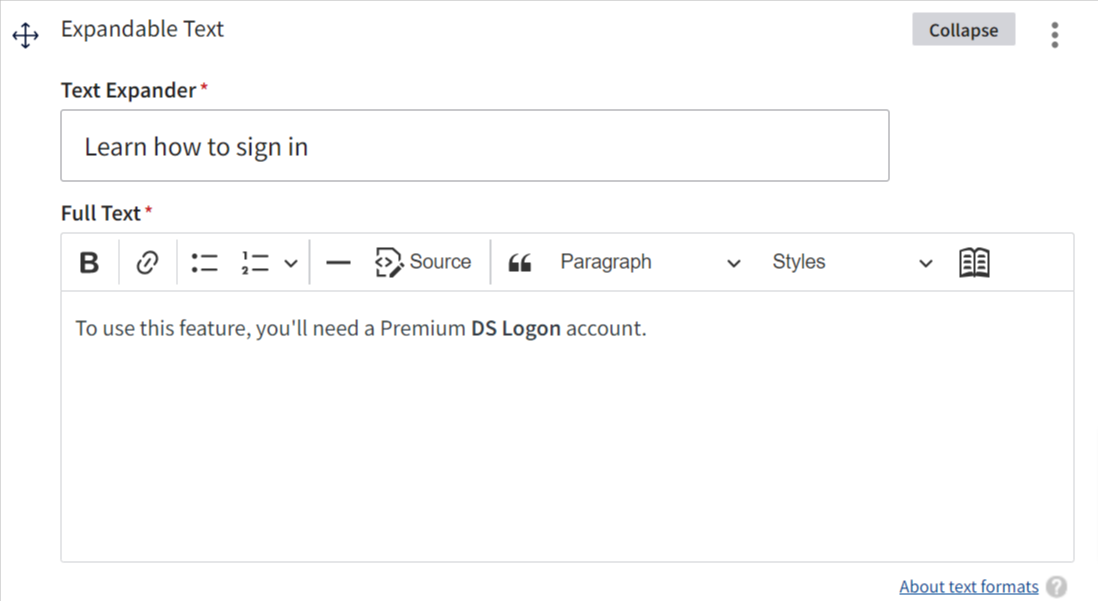 Expandable Text
Collapse
Text Expander *
Learn how to sign in
Full Text *
B Source Paragraph Styles
To use this feature, you'll need a Premium DS Logon account.
About text formats ?